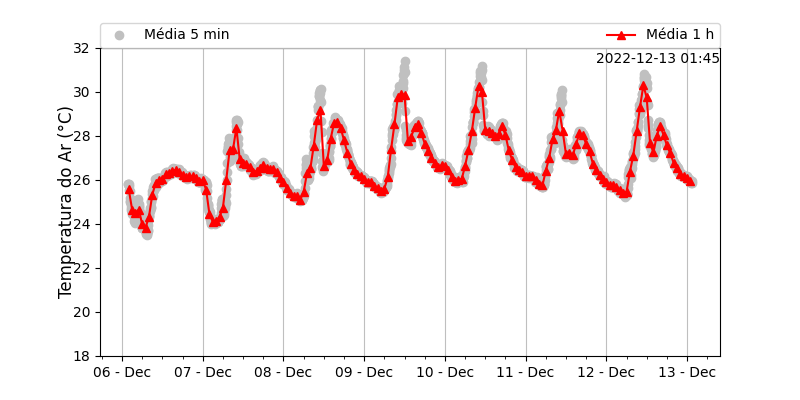 Média 5 min
Média 1 h
2022-12-13 01:45
Temperatura do Ar (°C)
32
30
28
26
24
22
20
18
06 - Dec
07 - Dec
08 - Dec
09 - Dec
10 - Dec
11 - Dec
12 - Dec
13 - Dec